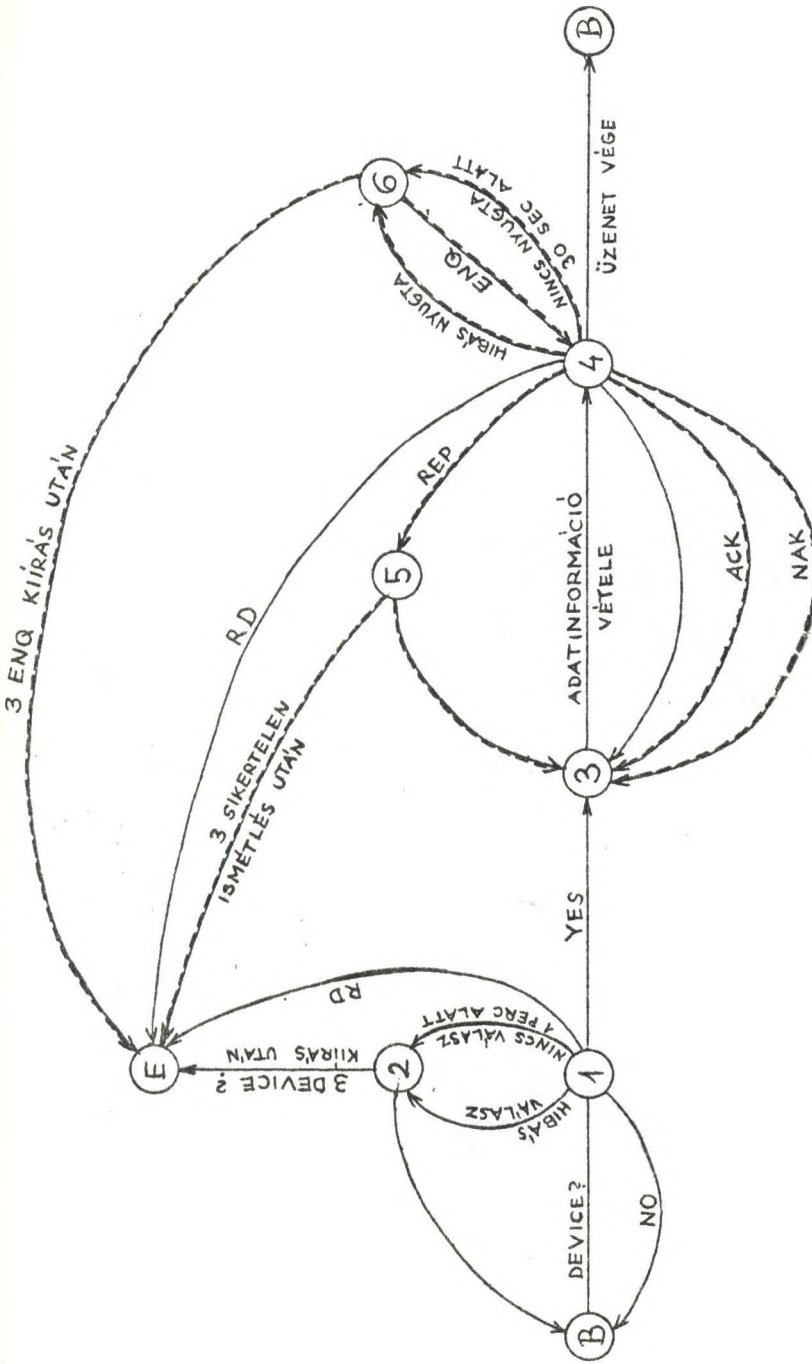 3 ENQ KIÍRÁS UTÁN
RD
3 SIKERTELEN
ISMÉTLÉS UTÁN
E
3 DEVICE ?
KIÍRÁS UTÁN
RD
2
HIBÁS
VÁLASZ
NINCS VÁLASZ
1 PERC ALATT
B
DEVICE?
NO
1
YES
3
ADATINFORMÁCIÓ
VÉTELE
ACK
NAK
5
REP
4
HIBÁS NYUGTA
ENQ
NINCS NYUGTA
30 SEC ALATT
6
ÜZENET VÉGE
B